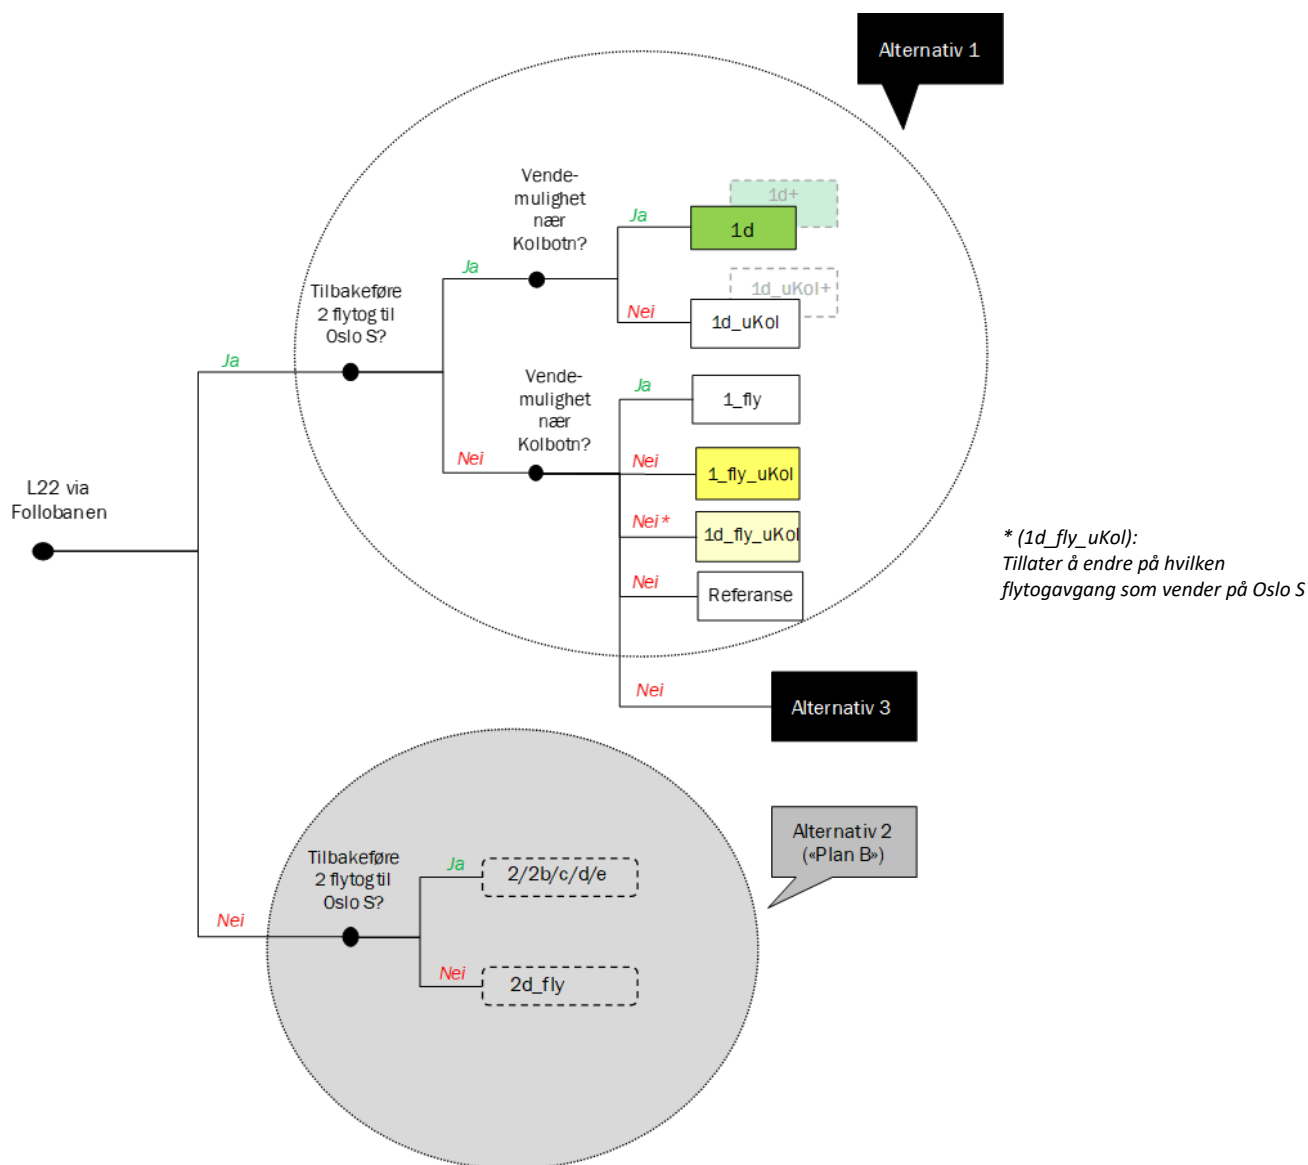 Alternativ 1
Vende-
mulighet
nær
Kolbotn?
1d+
Ja
1d
Ja
1d_uKol+
Tilbakeføre
2 flytog til
Oslo S?
Nei
1d_uKol
Ja
Vende-
mulighet
nær
Kolbotn?
Ja
1_fly
Nei
Nei
1_fly_uKol
L22 via
Follobanen
Nei*
1d_fly_uKol
* (1d_fly_uKol):
Tillater å endre på hvilken
flytogavgang som vender på Oslo S
Nei
Referanse
Nei
Alternativ 3
Alternativ 2
(«Plan B»)
Tilbakeføre
2 flytog til
Oslo S?
Ja
2/2b/c/d/e
Nei
Nei
2d_fly